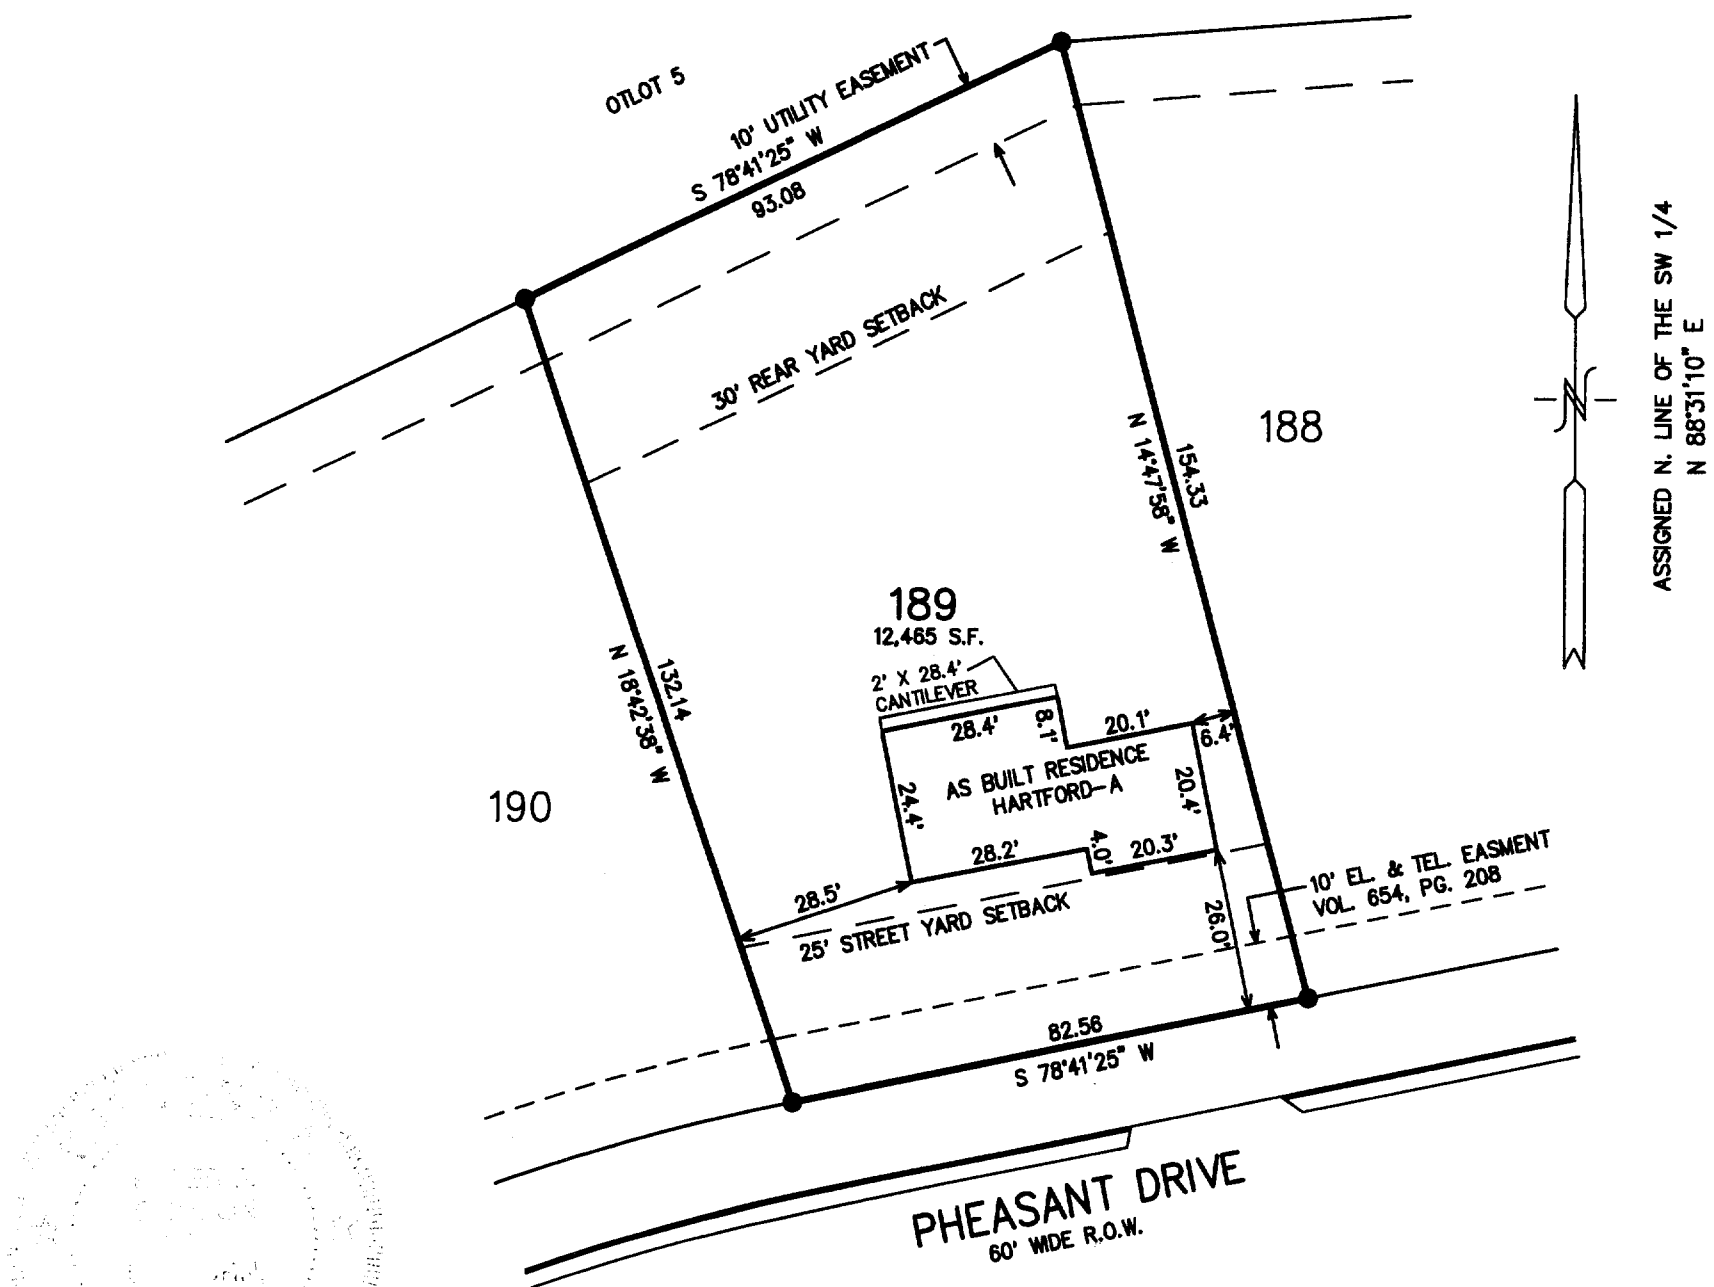 OTLOT 5
10' UTILITY EASEMENT
S 78°41'25" W
93.08
30' REAR YARD SETBACK
188
154.33
N 14°47'58" W
ASSIGNED N. LINE OF THE SW 1/4
N 88°31'10" E
N
189
12,465 S.F.
2' X 28.4'
CANTILEVER
28.4'
8.1'
20.1'
6.4'
132.14
N 18°42'38" W
190
AS BUILT RESIDENCE
HARTFORD-A
24.4'
20.4'
28.2'
4.0'
20.3'
28.5'
25' STREET YARD SETBACK
26.0'
10' EL. & TEL. EASMENT
VOL. 654, PG. 208
82.56
S 78°41'25" W
PHEASANT DRIVE
60' WIDE R.O.W.